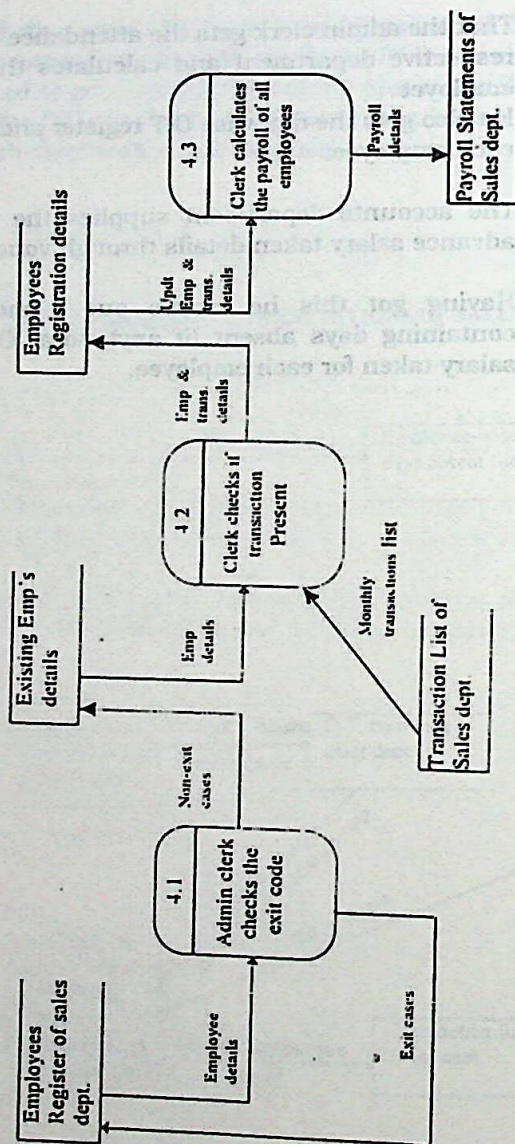 Employees
Register of sales
dept.
Employee
details
4.1
Admin clerk
checks the
exit code
Exit cases
Non-exit
cases
Existing Emp's
details
Emp
details
4.2
Clerk checks if
transaction
Present
Monthly
transactions list
Transaction List of
Sales dept.
Emp &
trans.
details
Employees
Registration details
Updt
Emp &
trans.
details
4.3
Clerk calculates
the payroll of all
employees
Payroll
details
Payroll Statements of
Sales dept.